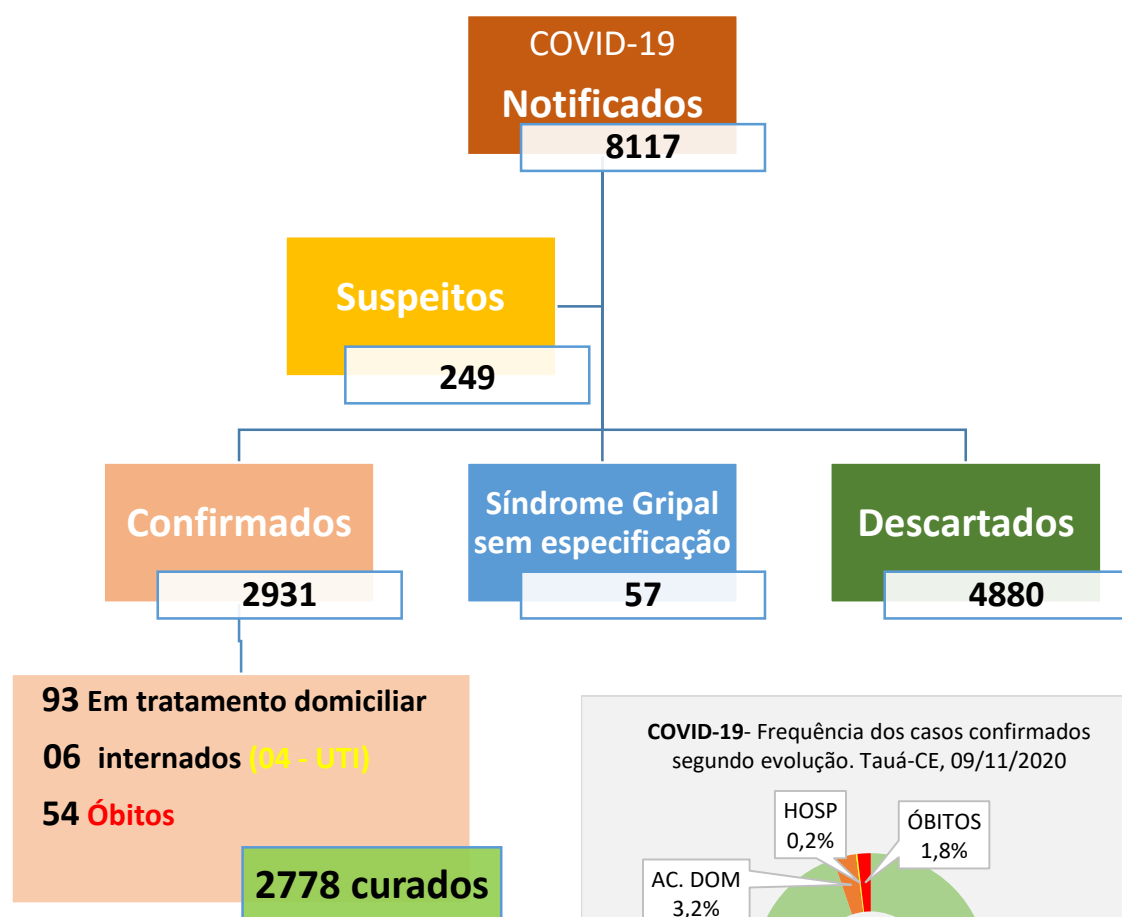 COVID-19
Notificados
8117
Suspeitos
249
Confirmados
2931
Síndrome Gripal
sem especificação
57
Descartados
4880
93 Em tratamento domiciliar
06 internados (04 - UTI)
54 Óbitos
2778 curados
COVID-19- Frequência dos casos confirmados
segundo evolução. Tauá-CE, 09/11/2020
HOSP
0,2%
ÓBITOS
1,8%
AC. DOM
3,2%